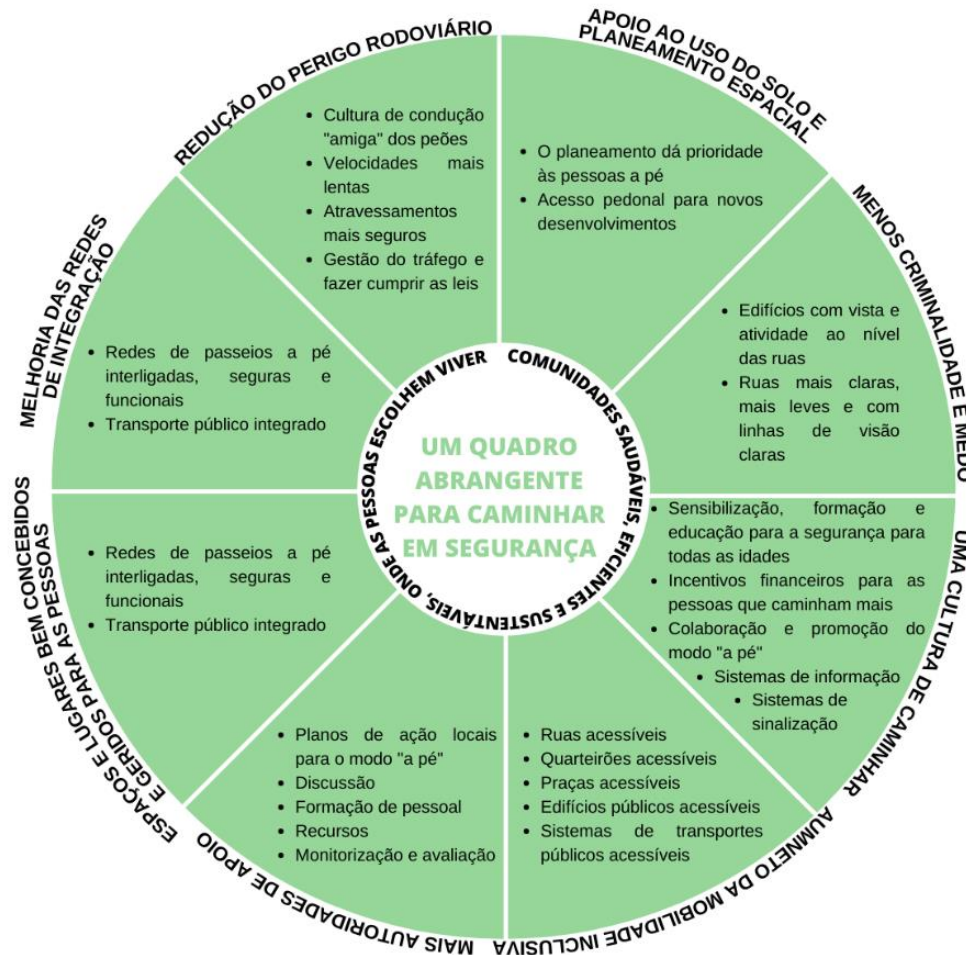 APOIO AO USO DO SOLO E
PLANEAMENTO ESPACIAL
• O planeamento dá prioridade
às pessoas a pé
• Acesso pedonal para novos
desenvolvimentos
MENOS CRIMINALIDADE E MEDO
• Edifícios com vista e
atividade ao nível
das ruas
• Ruas mais claras,
mais leves e com
linhas de visão
claras
UMA CULTURA DE CAMINHAR
• Sensibilização, formação e
educação para a segurança para
todas as idades
• Incentivos financeiros para as
pessoas que caminham mais
• Colaboração e promoção do
modo "a pé"
• Sistemas de informação
• Sistemas de
sinalização
AUMNETO DA MOBILIDADE INCLUSIVA
• Ruas acessíveis
• Quarteirões acessíveis
• Praças acessíveis
• Edifícios públicos acessíveis
• Sistemas de transportes
públicos acessíveis
MAIS AUTORIDADES DE APOIO
• Planos de ação locais
para o modo "a pé"
• Discussão
• Formação de pessoal
• Recursos
• Monitorização e avaliação
ESPAÇOS E LUGARES BEM CONCEBIDOS
E GERIDOS PARA AS PESSOAS
• Redes de passeios a pé
interligadas, seguras e
funcionais
• Transporte público integrado
MELHORIA DAS REDES
DE INTEGRAÇÃO
• Redes de passeios a pé
interligadas, seguras e
funcionais
• Transporte público integrado
REDUÇÃO DO PERIGO RODOVIÁRIO
• Cultura de condução
"amiga" dos peões
• Velocidades mais
lentas
• Atravessamentos
mais seguros
• Gestão do tráfego e
fazer cumprir as leis
COMUNIDADES SAUDÁVEIS, EFICIENTES E SUSTENTÁVEIS, ONDE AS PESSOAS ESCOLHEM VIVER
UM QUADRO
ABRANGENTE
PARA CAMINHAR
EM SEGURANÇA